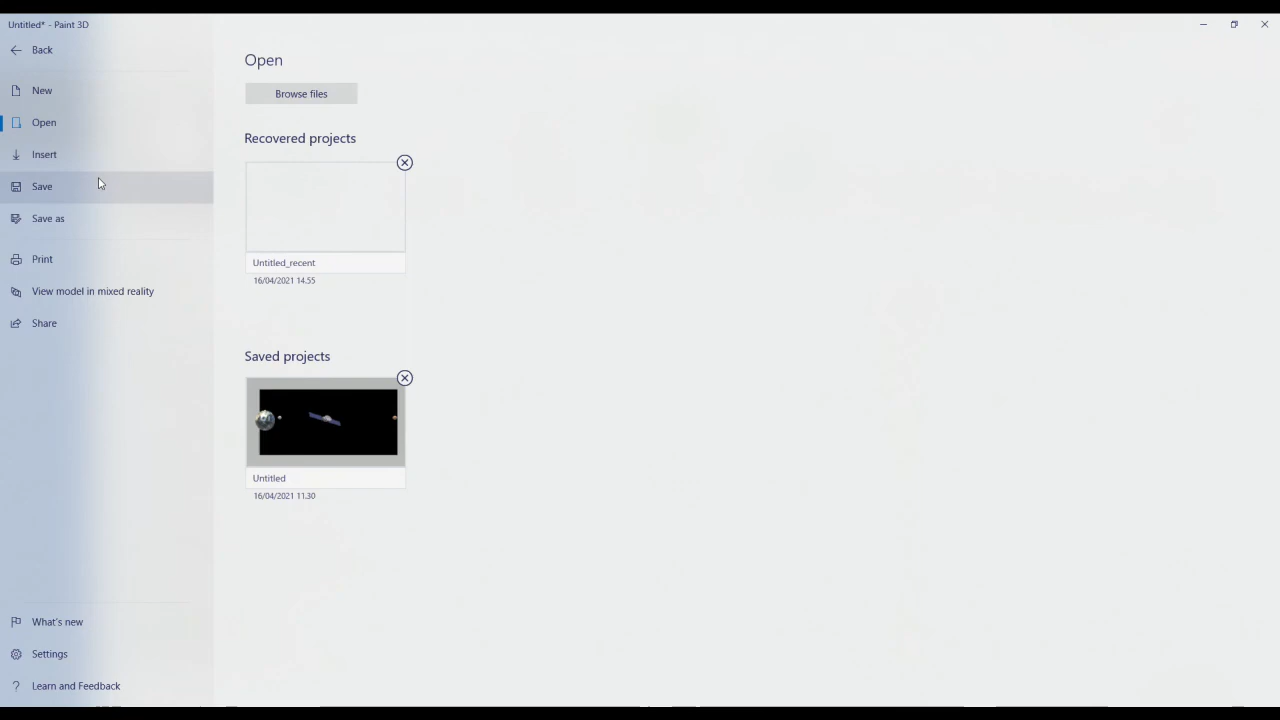 Untitled* - Paint 3D
Back
New
Open
Insert
Save
Save as
Print
View model in mixed reality
Share
What's new
Settings
Learn and Feedback
Open
Browse files
Recovered projects
Untitled_recent
16/04/2021 14.55
Saved projects
Untitled
16/04/2021 11.30